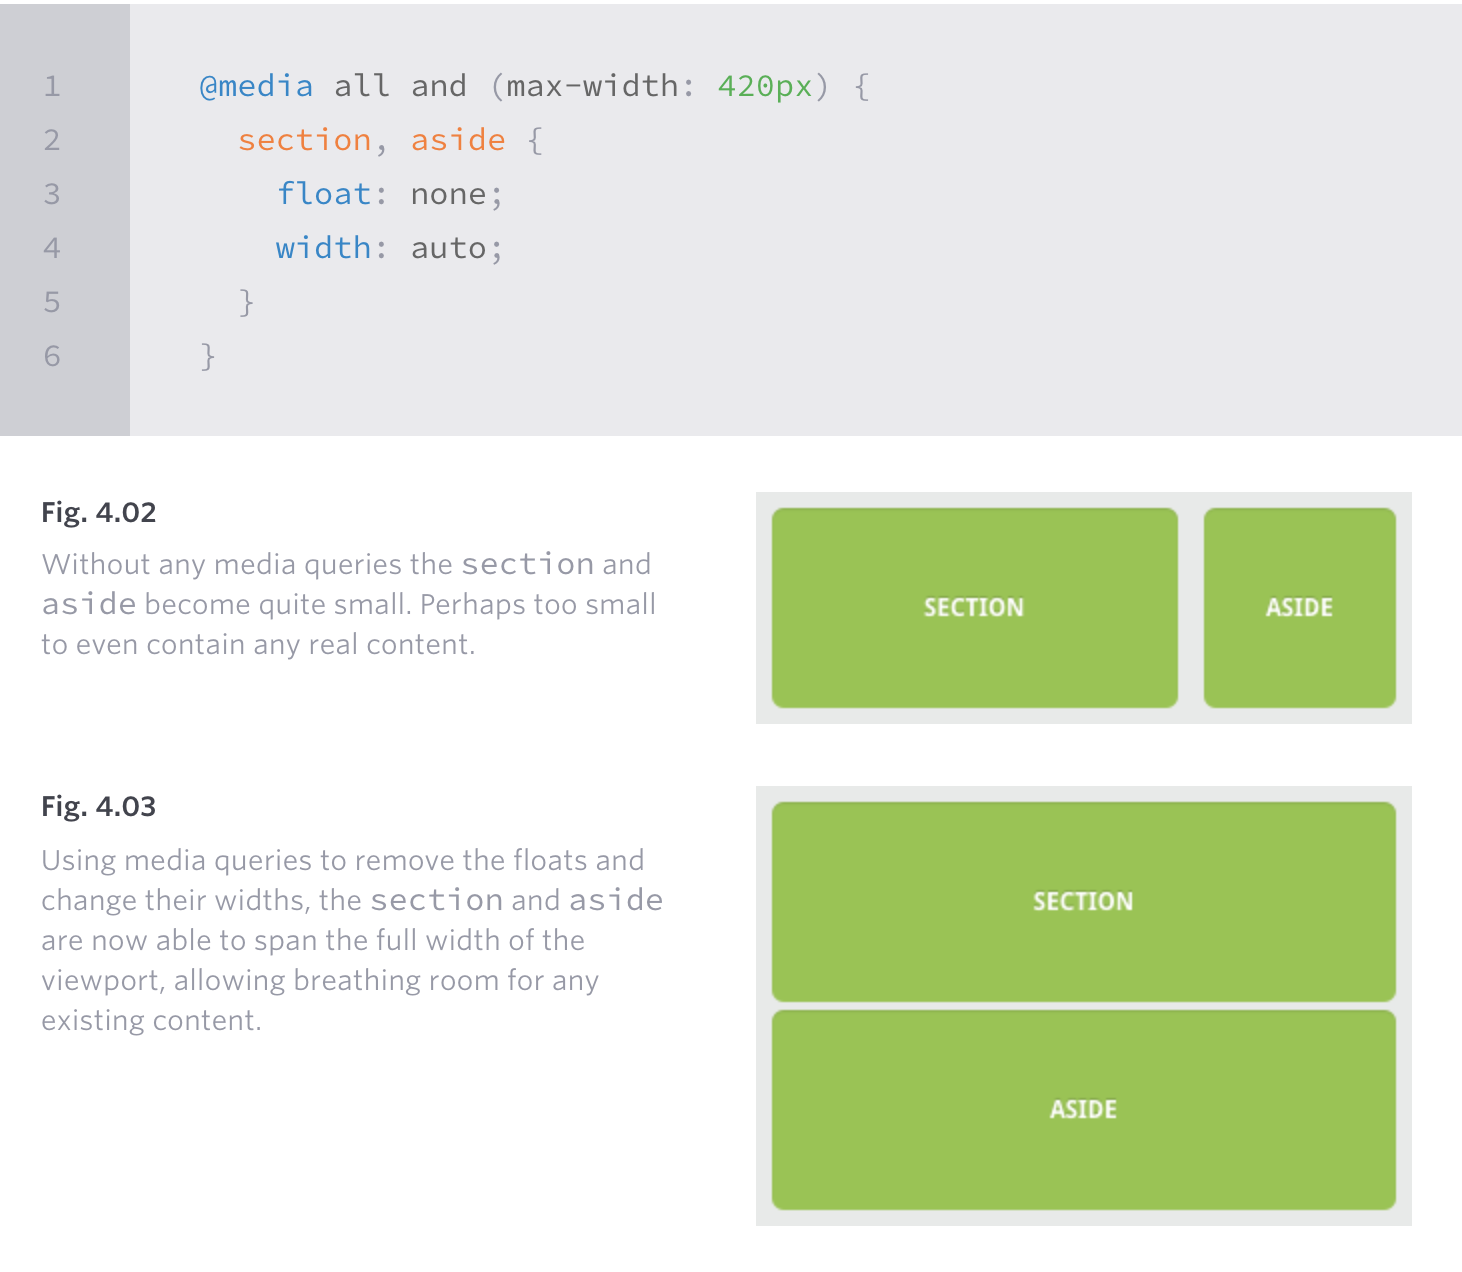 1 @media all and (max-width: 420px) {
2 section, aside {
3 float: none;
4 width: auto;
5 }
6 }
Fig. 4.02
Without any media queries the section and
aside become quite small. Perhaps too small
to even contain any real content.
SECTION ASIDE
Fig. 4.03
Using media queries to remove the floats and
change their widths, the section and aside
are now able to span the full width of the
viewport, allowing breathing room for any
existing content.
SECTION
ASIDE